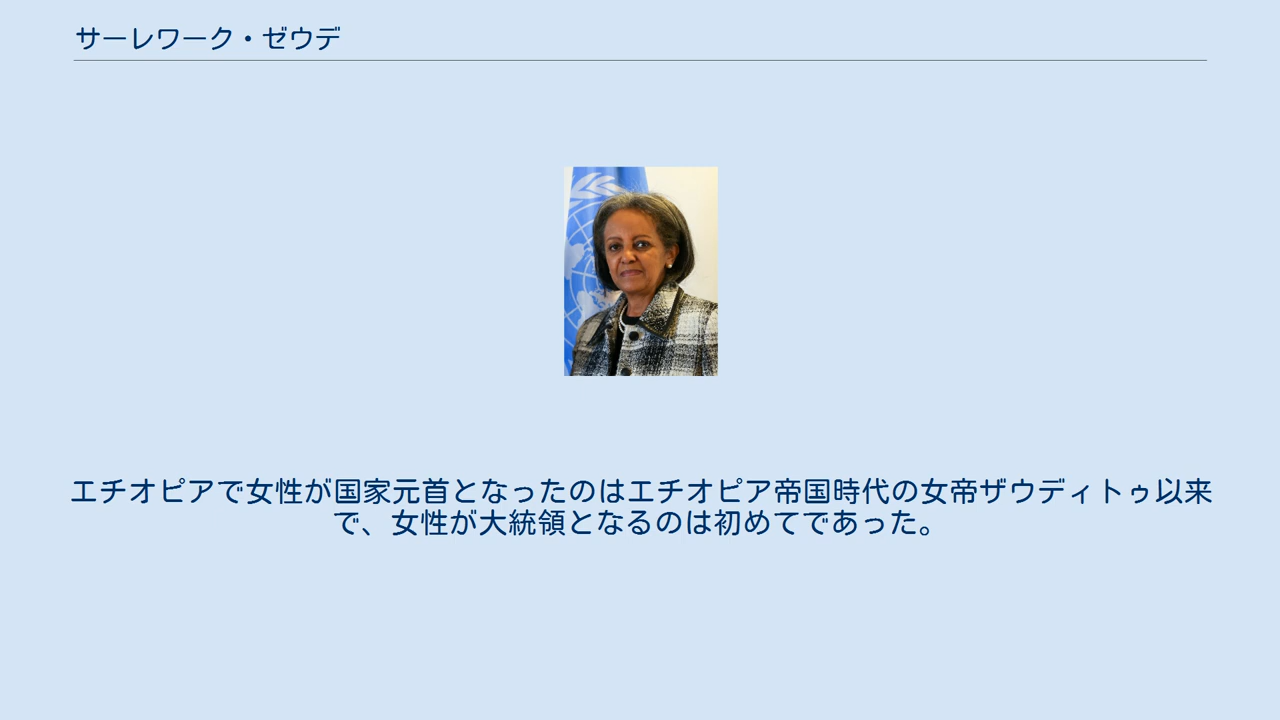 サーレワーク・ゼウデ
エチオピアで女性が国家元首となったのはエチオピア帝国時代の女帝ザウディトゥ以来
で、女性が大統領となるのは初めてであった。